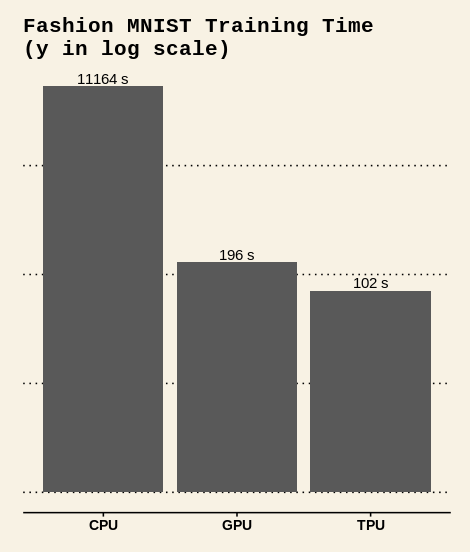 Fashion MNIST Training Time
(y in log scale)
11164 s
196 s
102 s
CPU
GPU
TPU